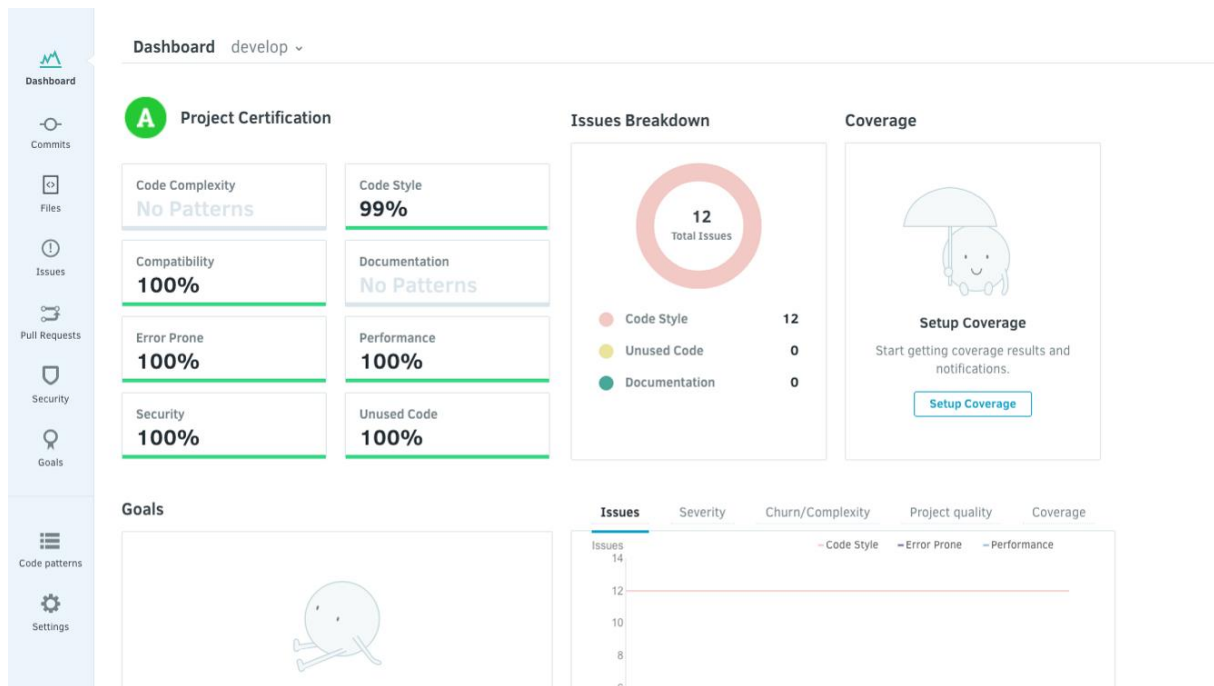 Dashboard
Commits
Files
Issues
Pull Requests
Security
Goals
Code patterns
Settings
Dashboard develop
A Project Certification
Code Complexity
No Patterns
Code Style
99%
Compatibility
100%
Documentation
No Patterns
Error Prone
100%
Performance
100%
Security
100%
Unused Code
100%
Issues Breakdown
12
Total Issues
Code Style 12
Unused Code 0
Documentation 0
Coverage
Setup Coverage
Start getting coverage results and
notifications.
Setup Coverage
Goals
Issues Severity Churn/Complexity Project quality Coverage
Issues
Code Style Error Prone Performance
14
12
10
8